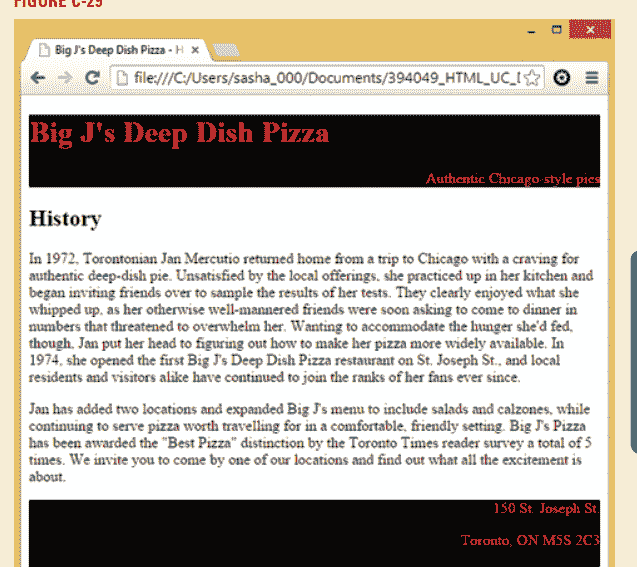 FIGURE C-29
Big J's Deep Dish Pizza - H
file:///C:/Users/sasha_000/Documents/394049_HTML_UC_
Big J's Deep Dish Pizza
Authentic Chicago-style pies
History
In 1972, Torontonian Jan Mercutio returned home from a trip to Chicago with a craving for
authentic deep-dish pie. Unsatisfied by the local offerings, she practiced up in her kitchen and
began inviting friends over to sample the results of her tests. They clearly enjoyed what she
whipped up, as her otherwise well-mannered friends were soon asking to come to dinner in
numbers that threatened to overwhelm her. Wanting to accommodate the hunger she'd fed,
though, Jan put her head to figuring out how to make her pizza more widely available. In
1974, she opened the first Big J's Deep Dish Pizza restaurant on St. Joseph St., and local
residents and visitors alike have continued to join the ranks of her fans ever since.
Jan has added two locations and expanded Big J's menu to include salads and calzones, while
continuing to serve pizza worth travelling for in a comfortable, friendly setting. Big J's Pizza
has been awarded the "Best Pizza" distinction by the Toronto Times reader survey a total of 5
times. We invite you to come by one of our locations and find out what all the excitement is
about.
150 St. Joseph St.
Toronto, ON M5S 2C3